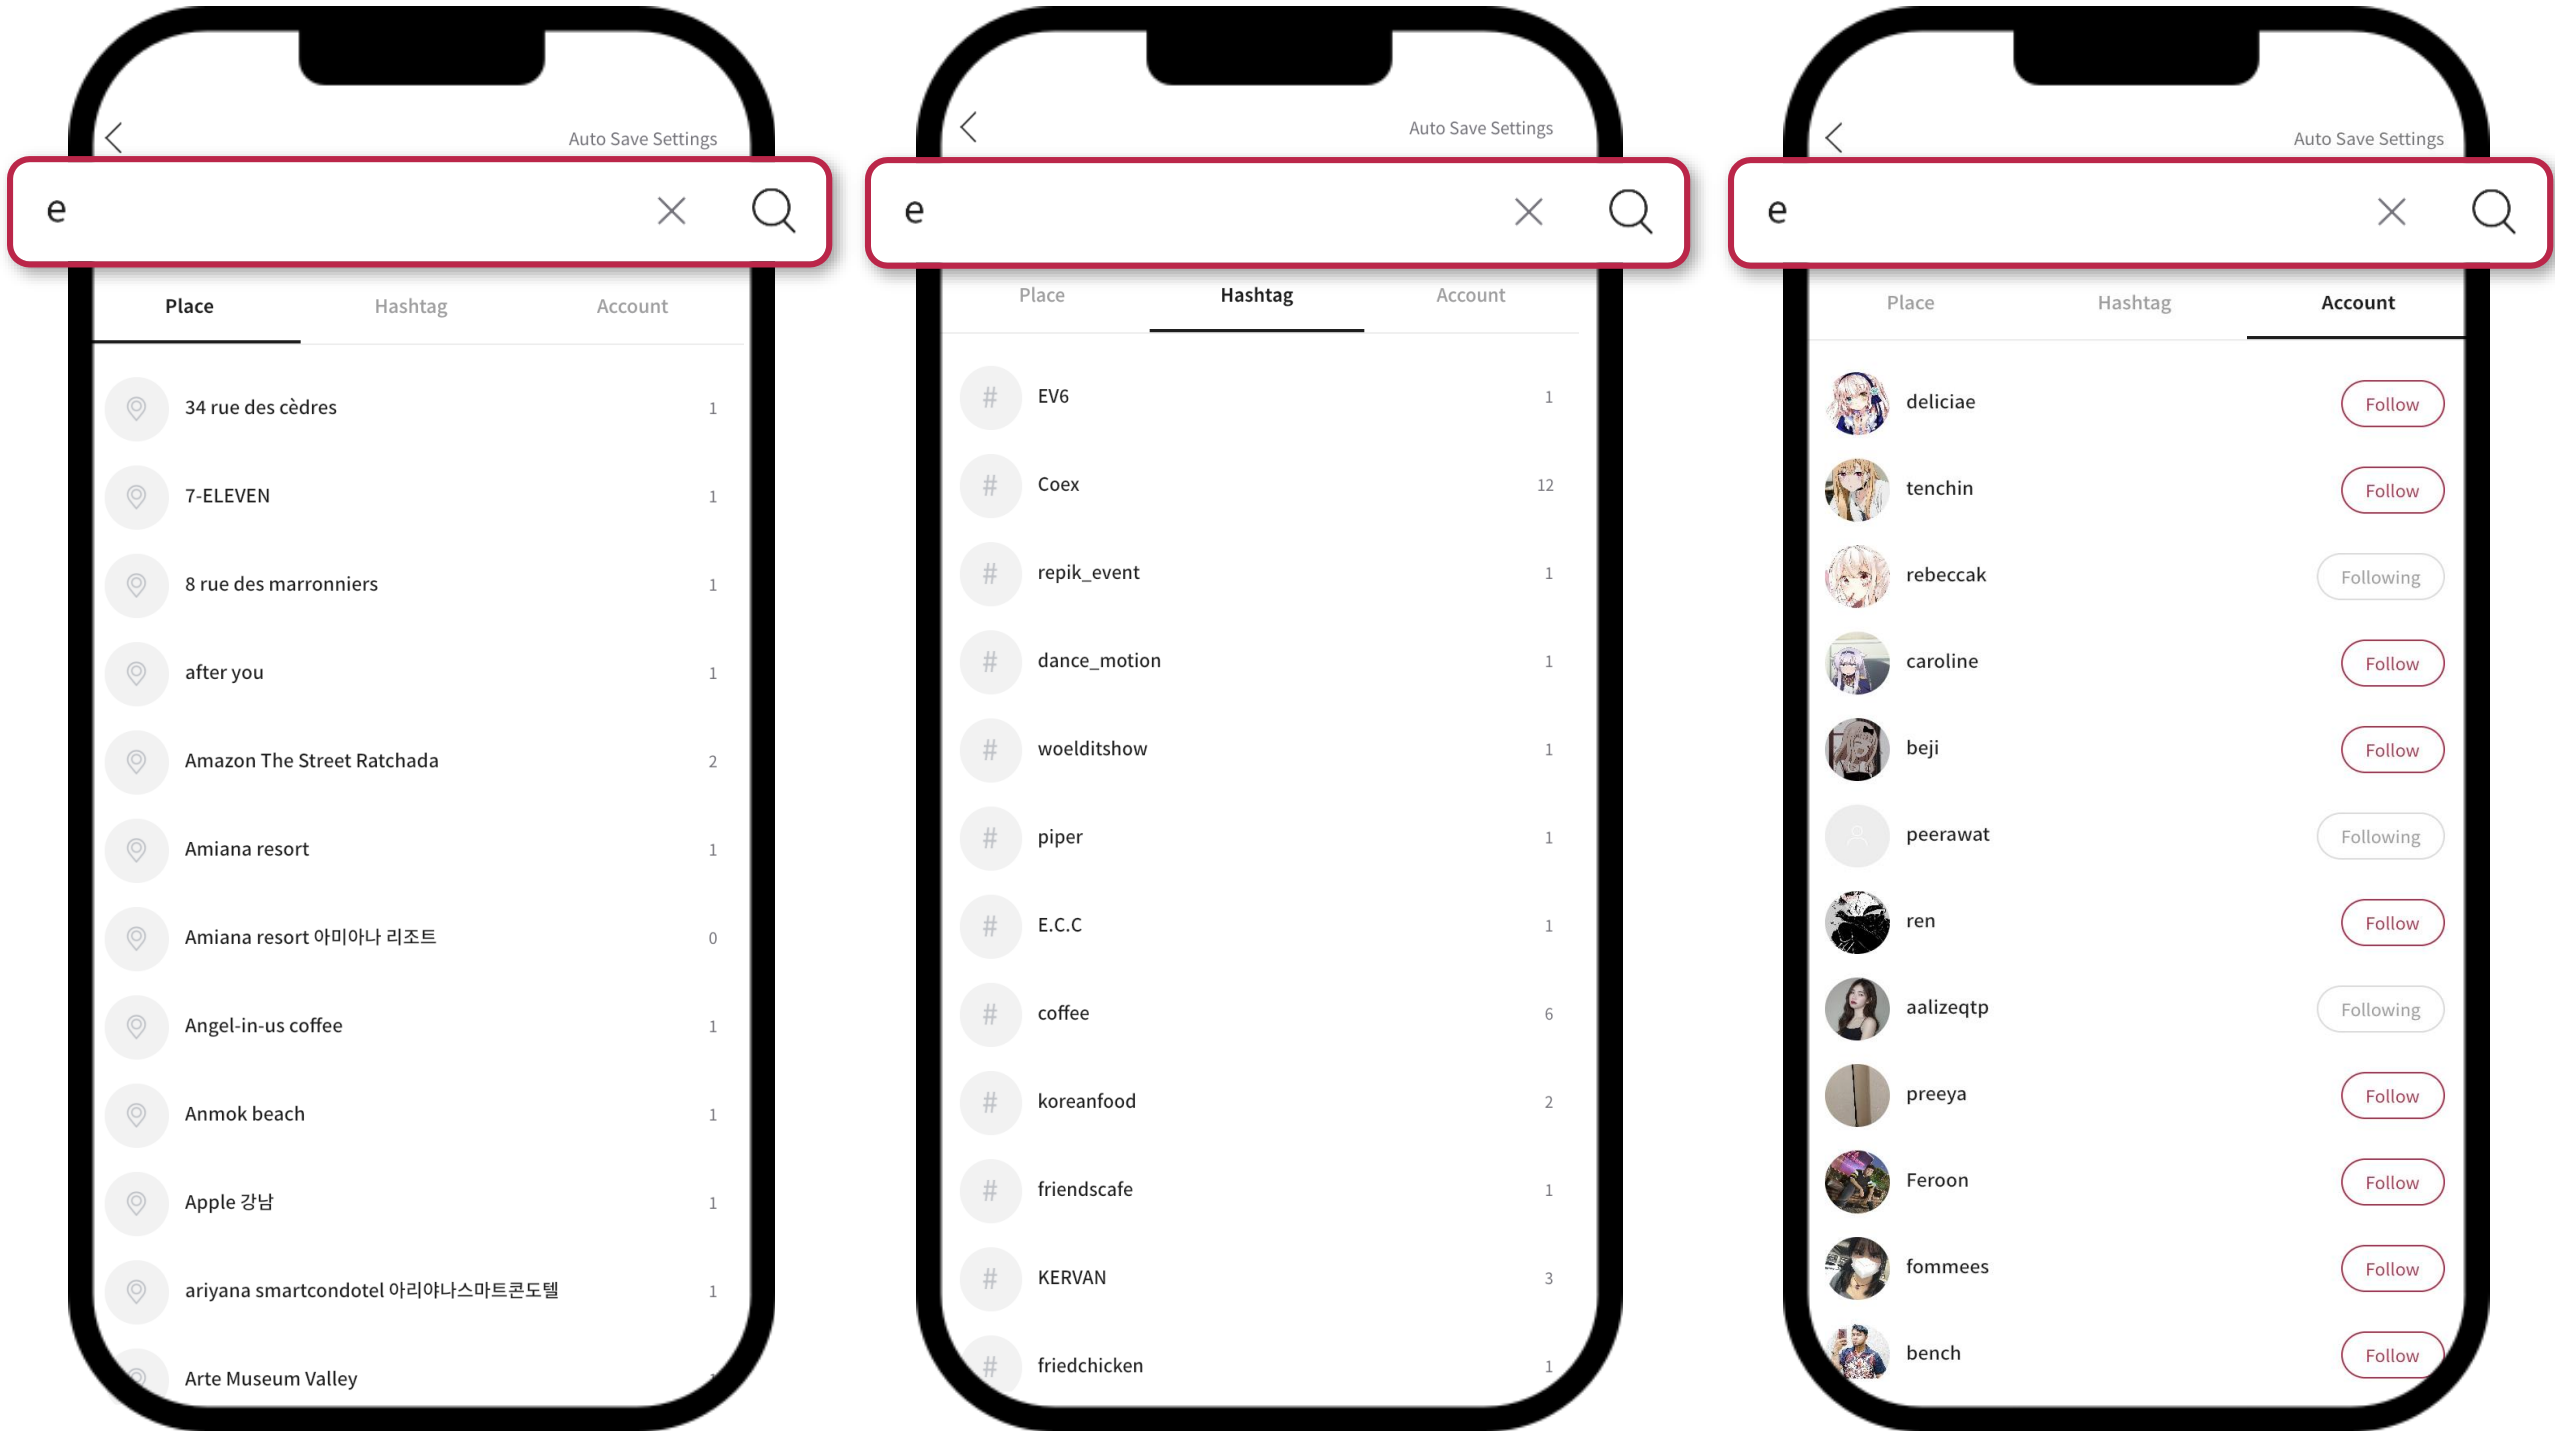 Auto Save Settings
e
Place Hashtag Account
34 rue des cèdres 1
7-ELEVEN 1
8 rue des marronniers 1
after you 1
Amazon The Street Ratchada 2
Amiana resort 1
Amiana resort 아미아나 리조트 0
Angel-in-us coffee 1
Anmok beach 1
Apple 강남 1
ariyana smartcondotel 아리야나스마트콘도텔 1
Arte Museum Valley
Auto Save Settings
e
Place Hashtag Account
# EV6 1
# Coex 12
# repik_event 1
# dance_motion 1
# woelditshow 1
# piper 1
# E.C.C 1
# coffee 6
# koreanfood 2
# friendscafe 1
# KERVAN 3
# friedchicken 1
Auto Save Settings
e
Place Hashtag Account
deliciae Follow
tenchin Follow
rebeccak Following
caroline Follow
beji Follow
peerawat Following
ren Follow
aalizeqtp Following
preeya Follow
Feroon Follow
fommees Follow
bench Follow